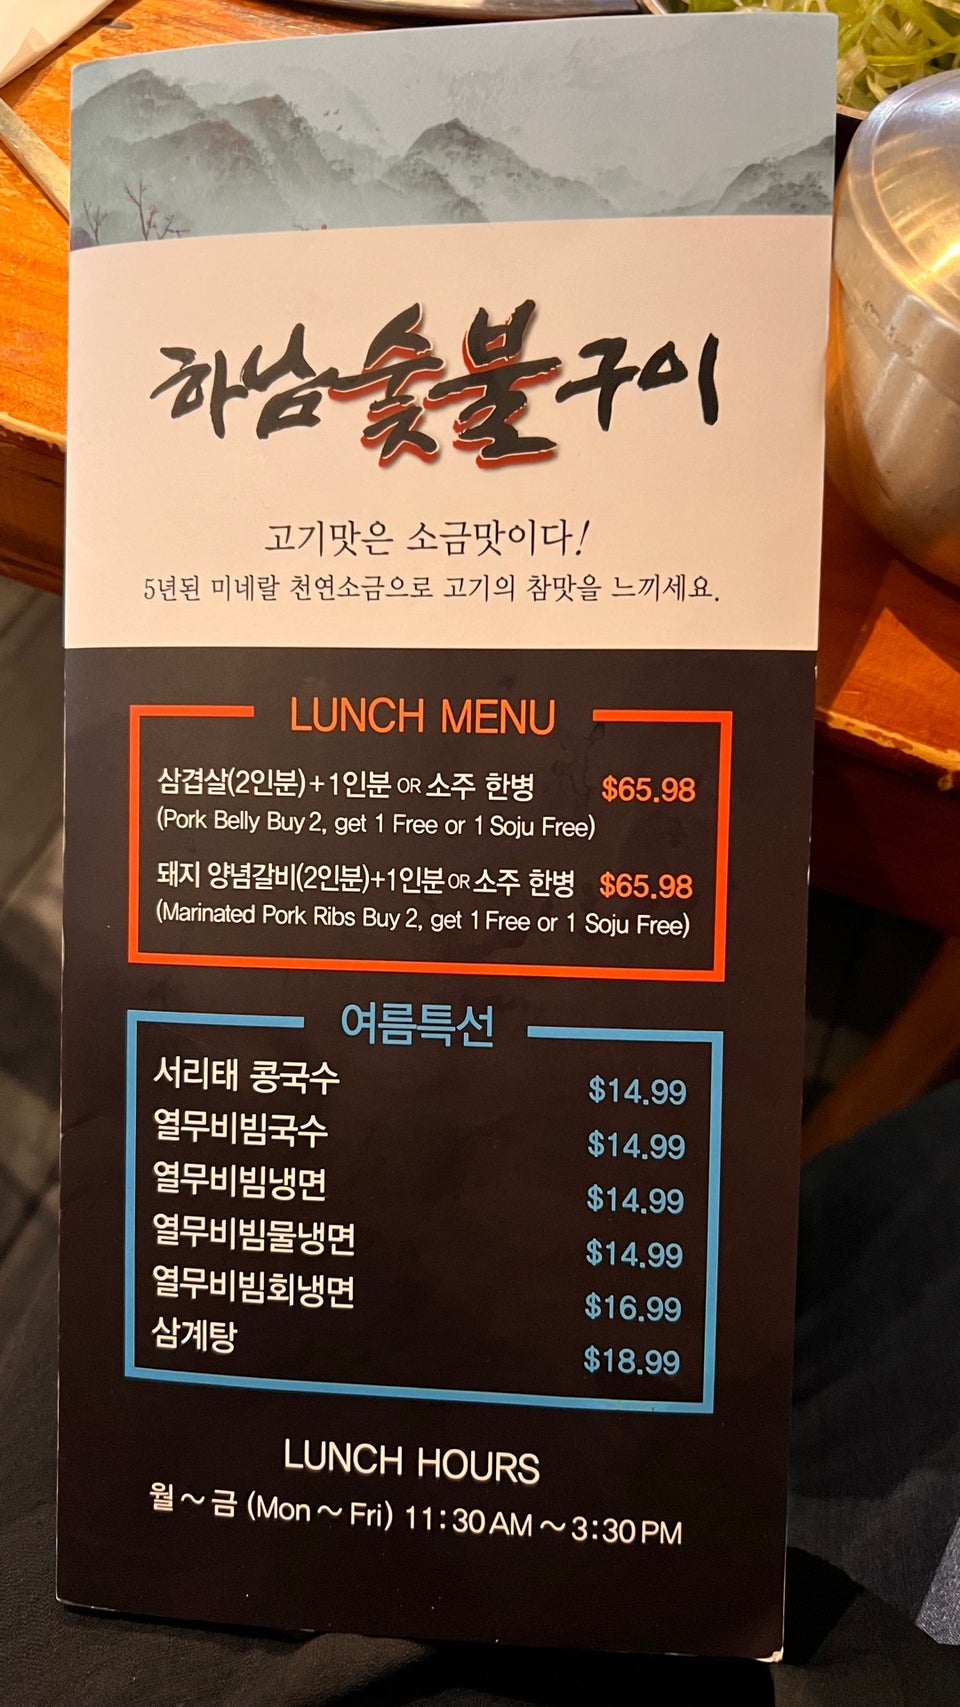 하남숯불구이
고기맛은 소금맛이다!
5년된 미네랄 천연소금으로 고기의 참맛을 느끼세요.
LUNCH MENU
삼겹살(2인분)+1인분 OR 소주 한병 $65.98
(Pork Belly Buy 2, get 1 Free or 1 Soju Free)
돼지 양념갈비(2인분)+1인분 OR 소주 한병 $65.98
(Marinated Pork Ribs Buy 2, get 1 Free or 1 Soju Free)
여름특선
서리태 콩국수 $14.99
열무비빔국수 $14.99
열무비빔냉면 $14.99
열무비빔물냉면 $14.99
열무비빔회냉면 $16.99
삼계탕 $18.99
LUNCH HOURS
월~금 (Mon~Fri) 11:30AM~3:30PM